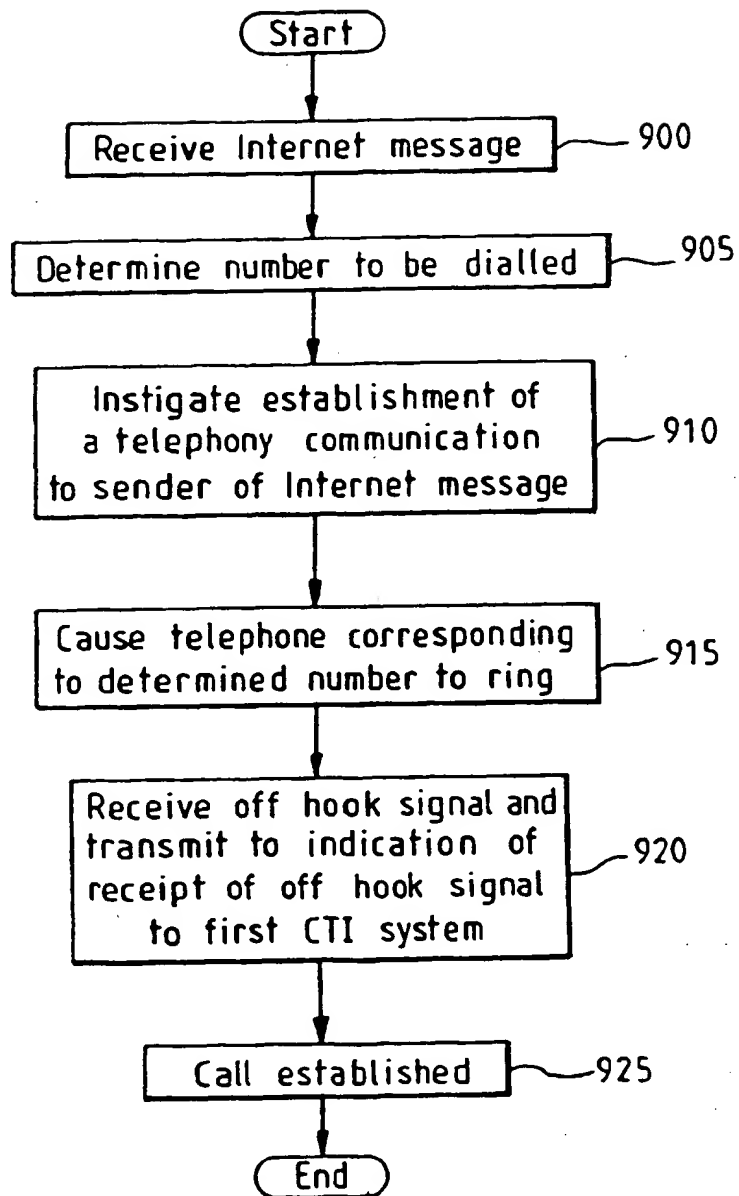 Start
Receive Internet message
900
Determine number to be dialled
905
Instigate establishment of
a telephony communication
to sender of Internet message
910
Cause telephone corresponding
to determined number to ring
915
Receive off hook signal and
transmit to indication of
receipt of off hook signal
to first CTI system
920
Call established
925
End